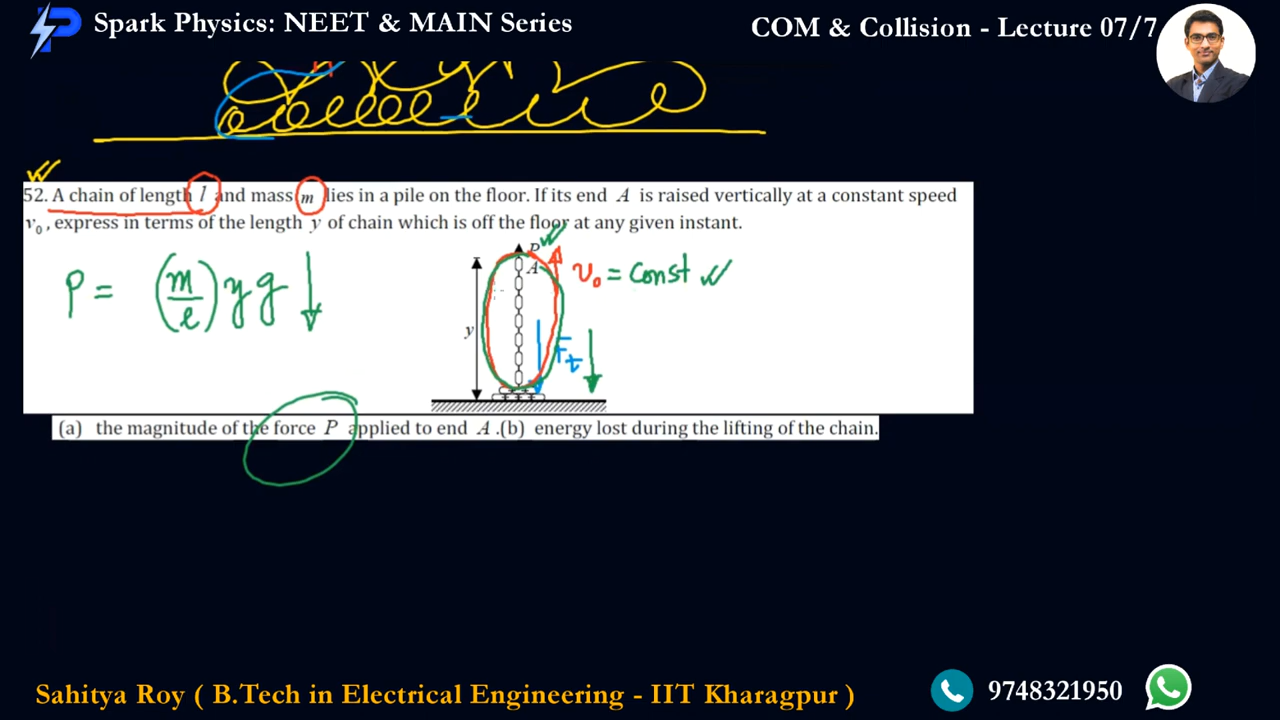 Spark Physics: NEET & MAIN Series
COM & Collision - Lecture 07/7
52. A chain of length l and mass m lies in a pile on the floor. If its end A is raised vertically at a constant speed
v₀, express in terms of the length y of chain which is off the floor at any given instant.
P = (m/l) y g ↓
P
A
v₀ = const
y
Ft
(a) the magnitude of the force P applied to end A.(b) energy lost during the lifting of the chain.
Sahitya Roy ( B.Tech in Electrical Engineering - IIT Kharagpur )
9748321950